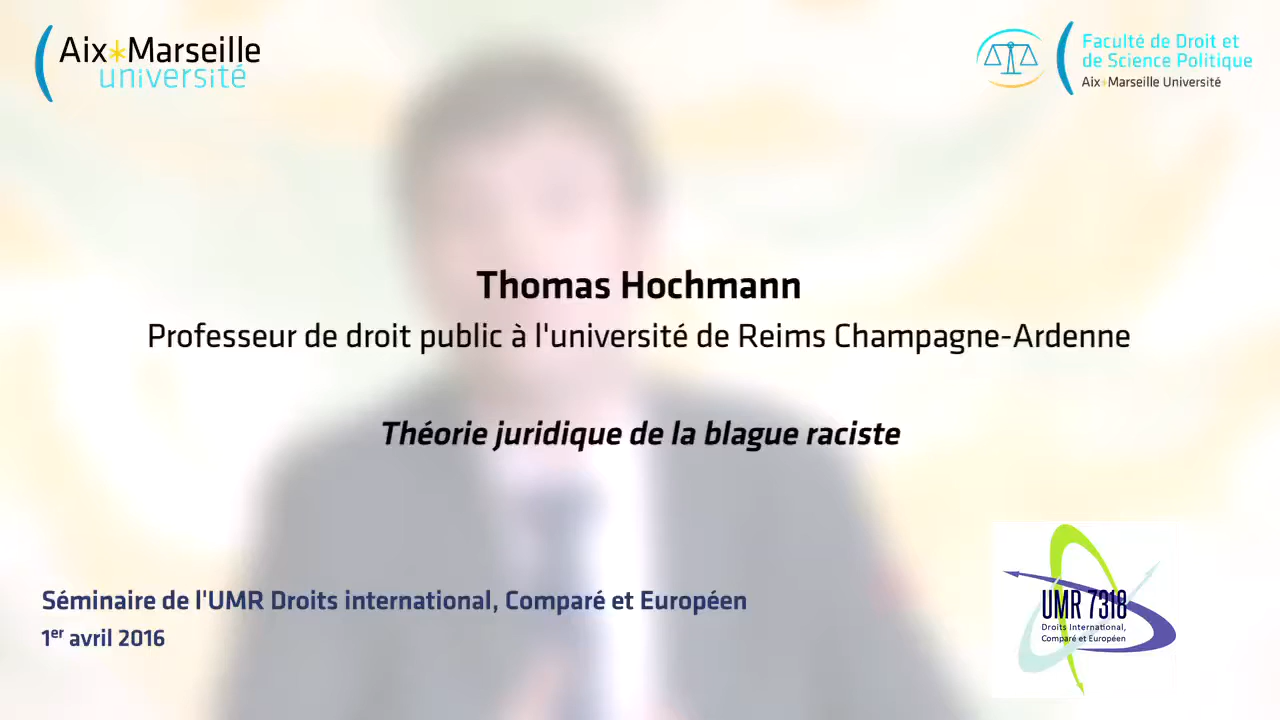 Aix*Marseille
université
Faculté de Droit et
de Science Politique
Aix*Marseille Université
Thomas Hochmann
Professeur de droit public à l'université de Reims Champagne-Ardenne
Théorie juridique de la blague raciste
Séminaire de l'UMR Droits international, Comparé et Européen
1er avril 2016
UMR 7318
Droits International,
Comparé et Européen